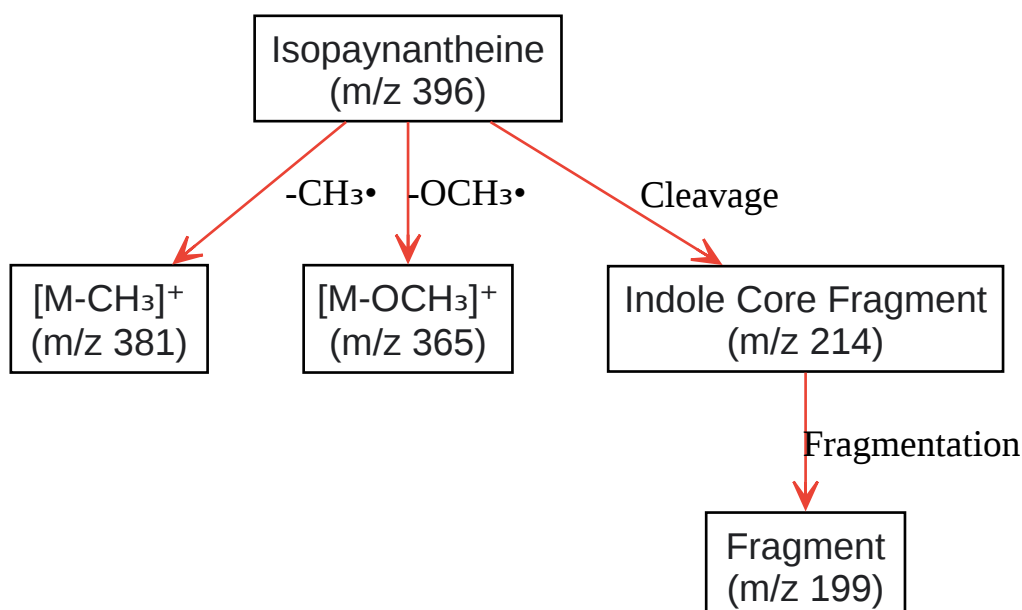 Isopaynantheine
(m/z 396)
-CH₃•
-OCH₃•
Cleavage
[M-CH₃]⁺
(m/z 381)
[M-OCH₃]⁺
(m/z 365)
Indole Core Fragment
(m/z 214)
Fragmentation
Fragment
(m/z 199)